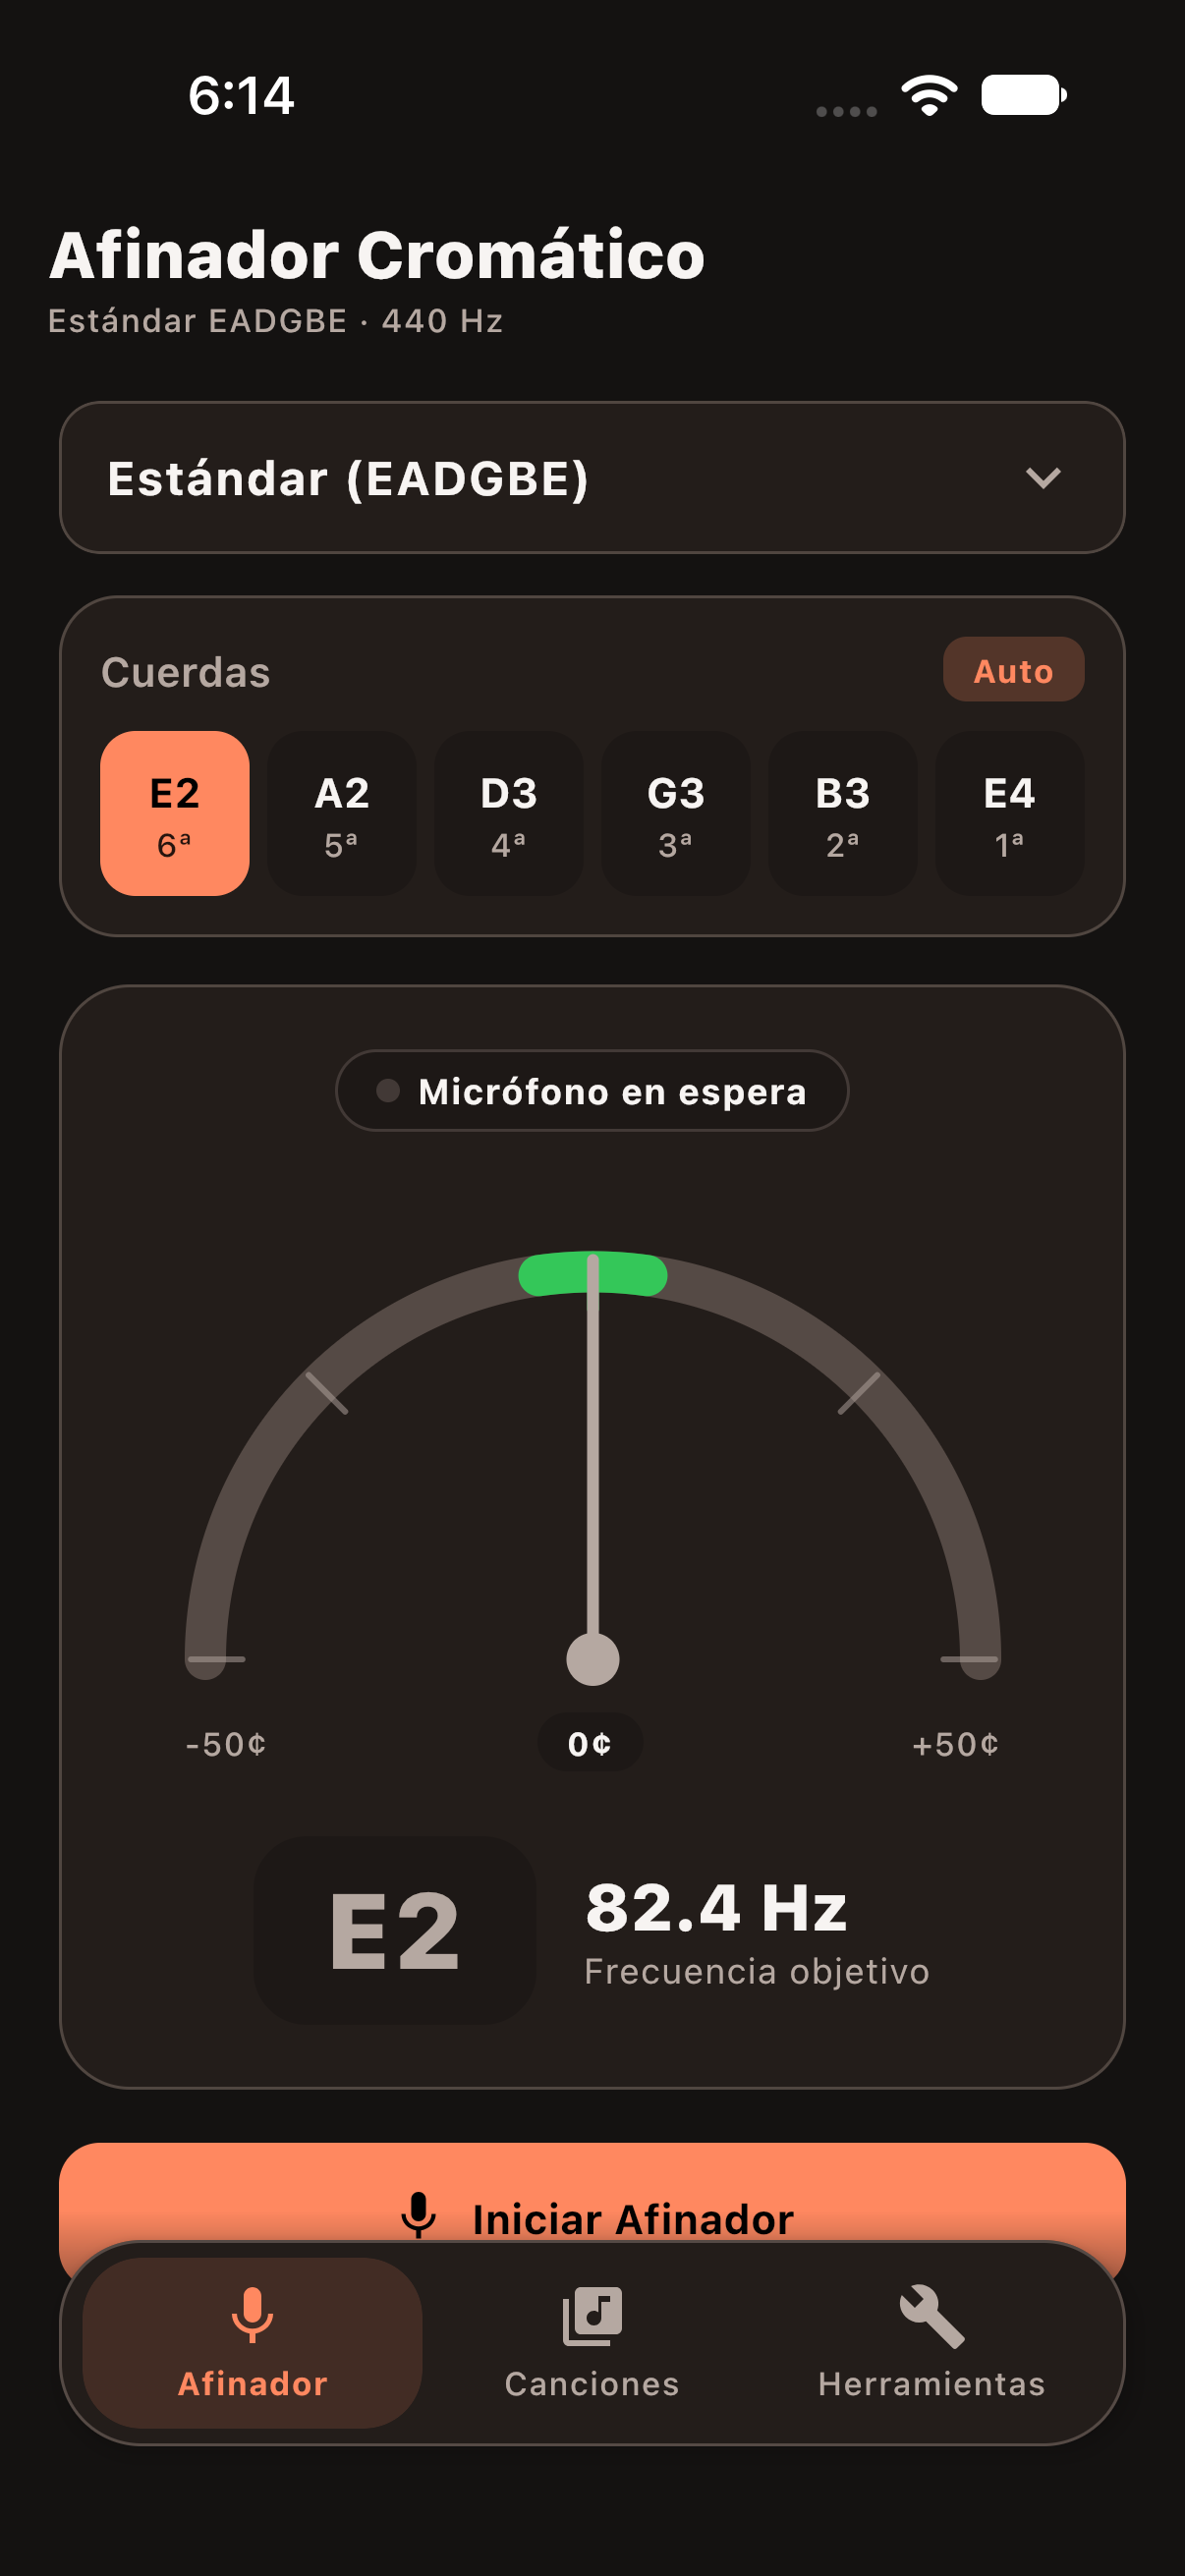 6:14
Afinador Cromático
Estándar EADGBE · 440 Hz
Estándar (EADGBE)
Cuerdas
Auto
E2 A2 D3 G3 B3 E4
6ª 5ª 4ª 3ª 2ª 1ª
Micrófono en espera
-50¢ 0¢ +50¢
E2
82.4 Hz
Frecuencia objetivo
Iniciar Afinador
Afinador Canciones Herramientas